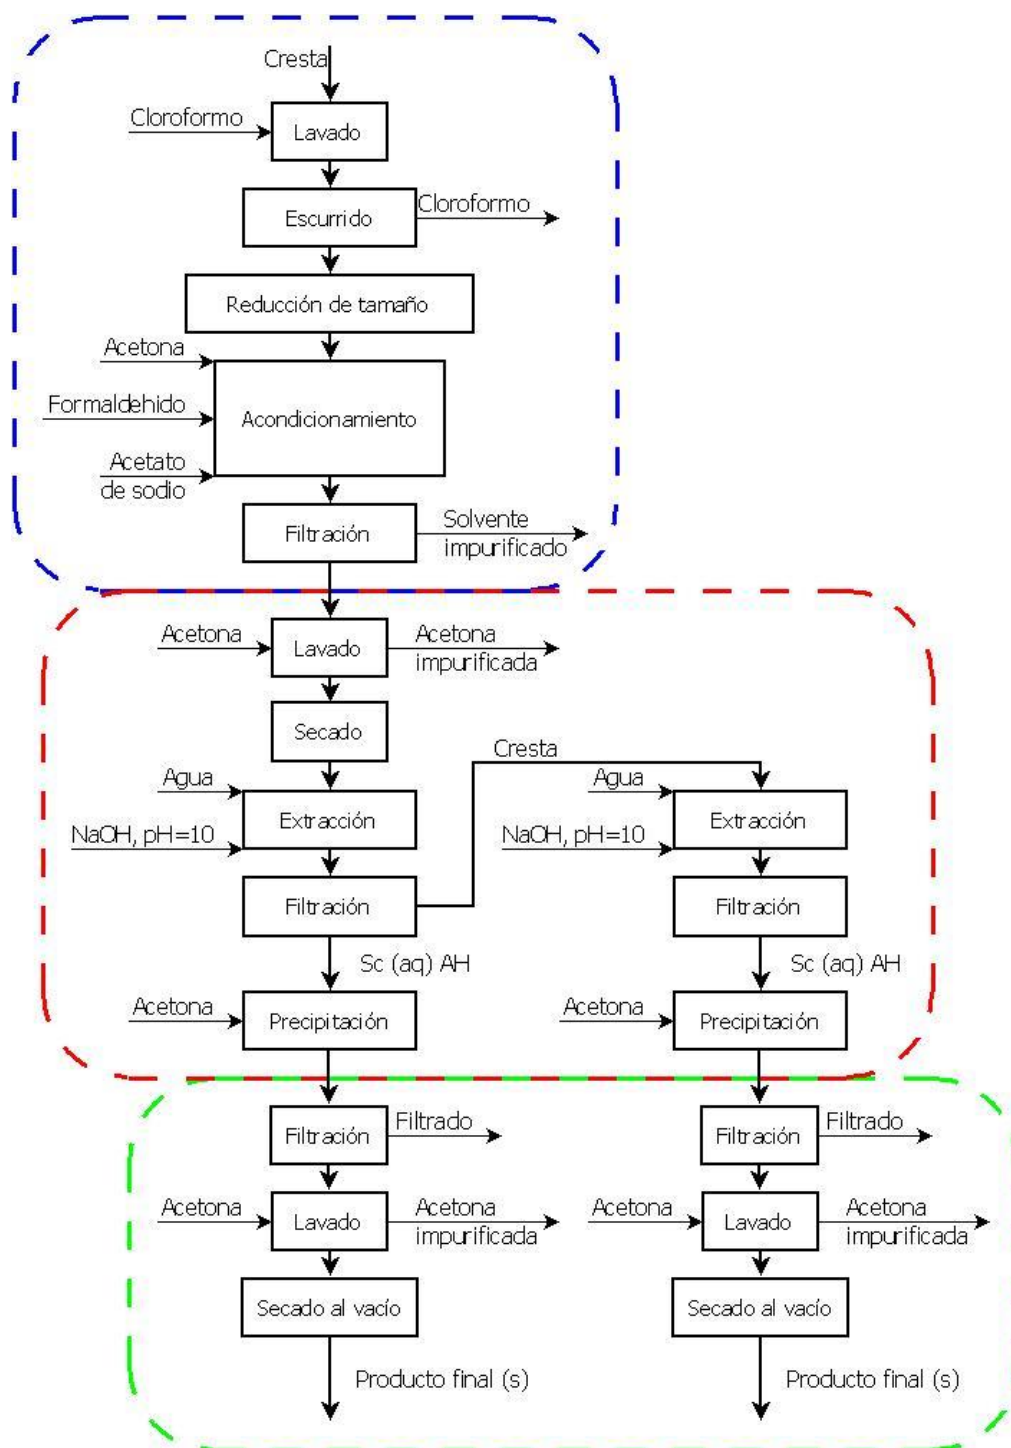 Cresta
Cloroformo
Lavado
Escurrido
Cloroformo
Reducción de tamaño
Acetona
Formaldehido
Acondicionamiento
Acetato
de sodio
Filtración
Solvente
impurificado
Acetona
Lavado
Acetona
impurificada
Secado
Cresta
Agua
Extracción
NaOH, pH=10
Filtración
Sc (aq) AH
Acetona
Precipitación
Agua
Extracción
NaOH, pH=10
Filtración
Sc (aq) AH
Acetona
Precipitación
Filtración
Filtrado
Acetona
Lavado
Acetona
impurificada
Secado al vacío
Producto final (s)
Filtración
Filtrado
Acetona
Lavado
Acetona
impurificada
Secado al vacío
Producto final (s)